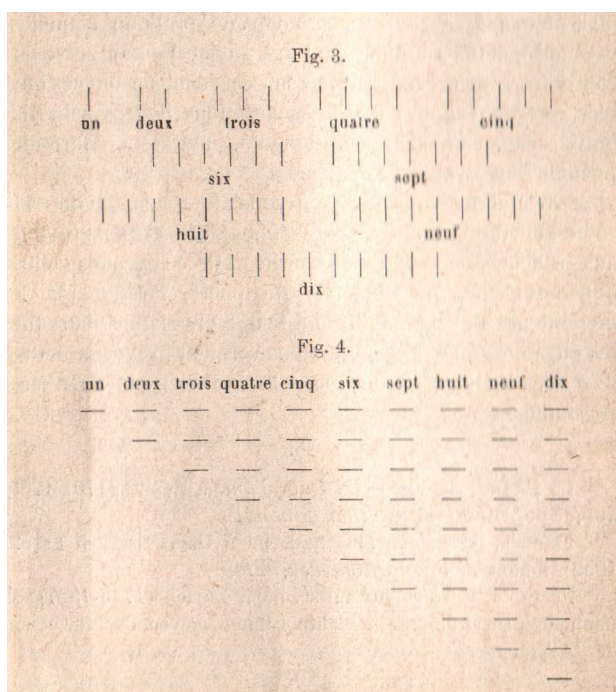 Fig. 3.
un deux trois quatre cinq
six sept
huit neuf
dix
Fig. 4.
un deux trois quatre cinq six sept huit neuf dix